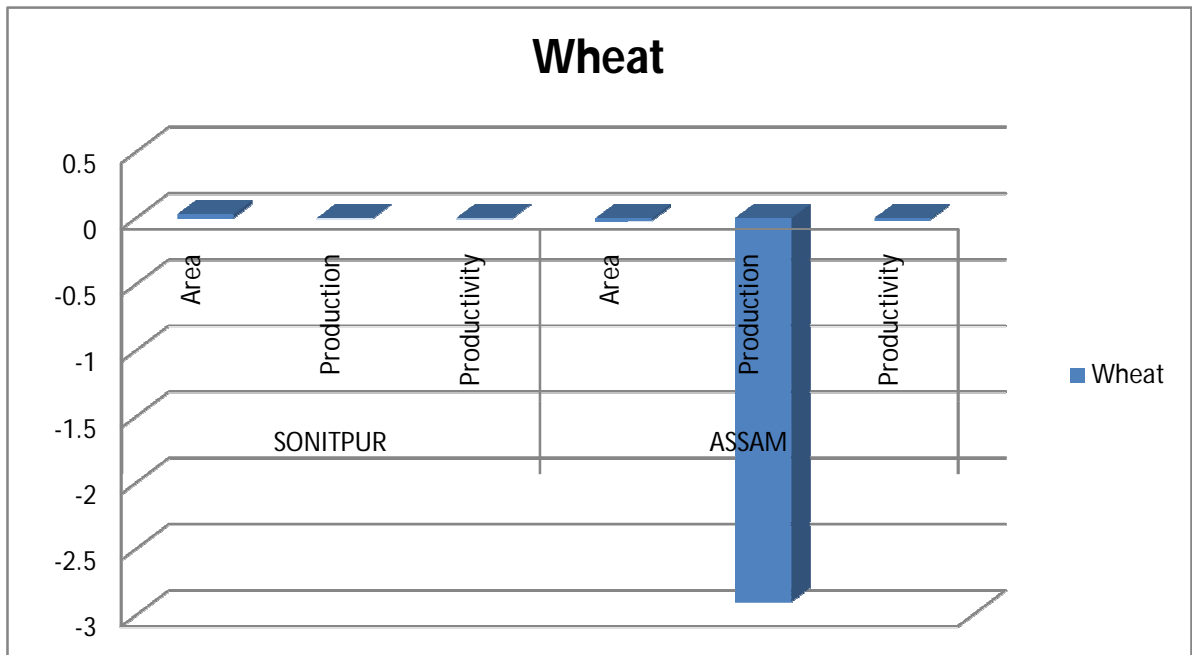 Wheat
0.5
0
-0.5
-1
-1.5
-2
-2.5
-3
Area
Production
Productivity
Area
Production
Productivity
SONITPUR
ASSAM
Wheat